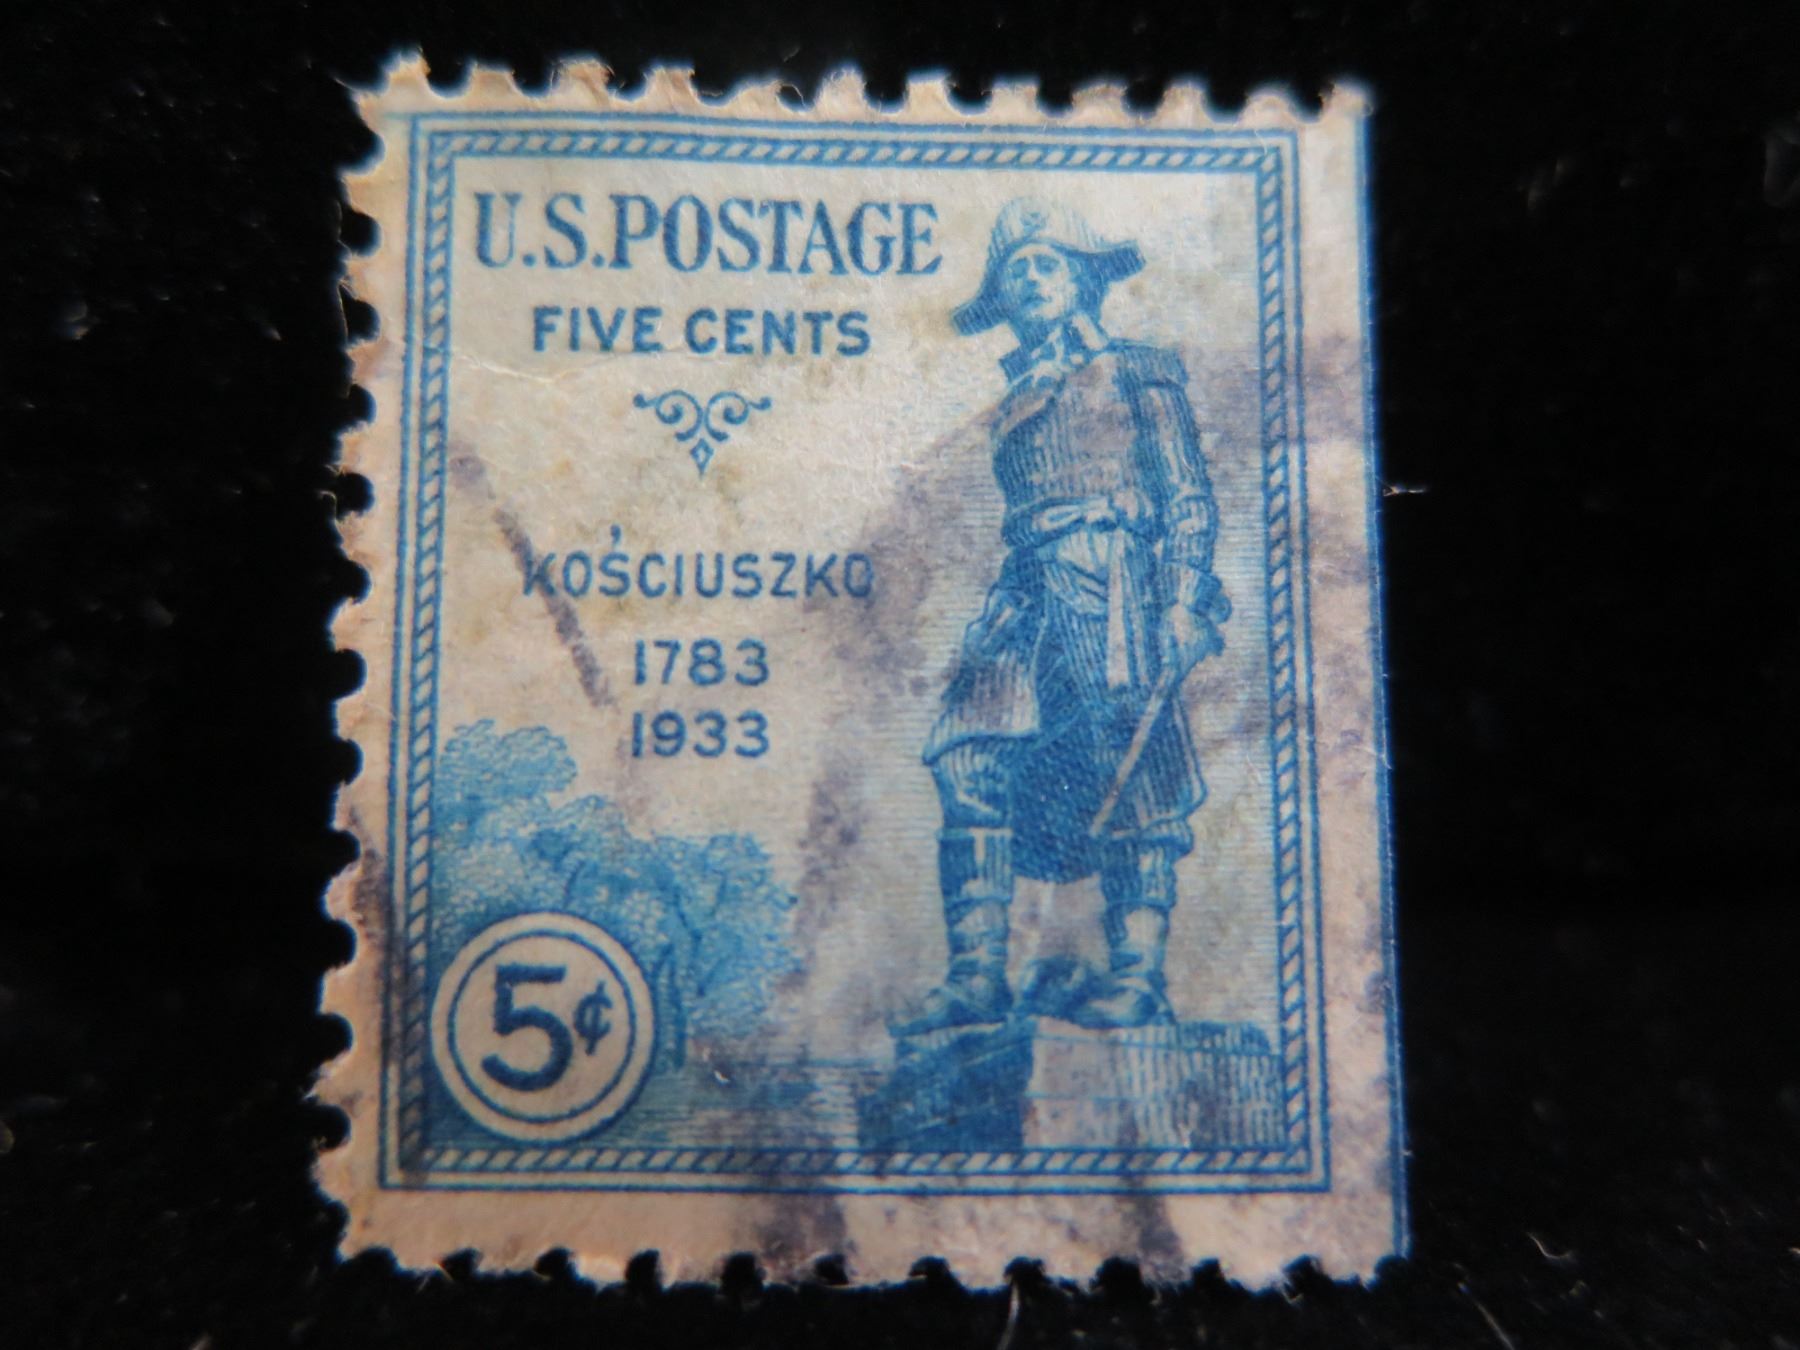 U.S.POSTAGE
FIVE CENTS
KOŚCIUSZKO
1783
1933
5¢